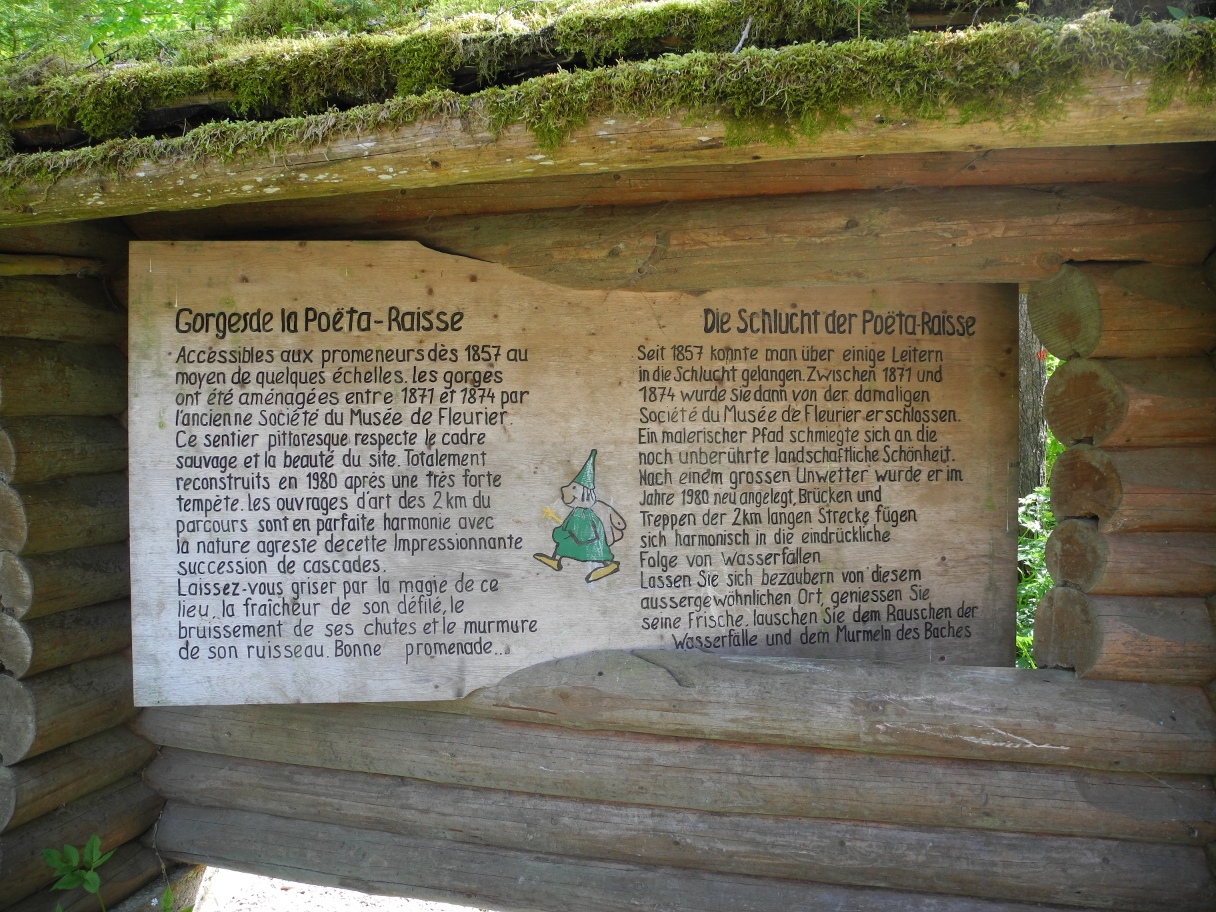 Gorgesde la Poëta-Raisse
Accessibles aux promeneurs dès 1857 au
moyen de quelques échelles. les gorges
ont été aménagées entre 1871 et 1874 par
l'ancienne Société du Musée de Fleurier.
Ce sentier pittoresque respecte le cadre
sauvage et la beauté du site. Totalement
reconstruits en 1980 après une très forte
tempête. les ouvrages d'art des 2 km du
parcours sont en parfaite harmonie avec
la nature agreste decette Impressionnante
succession de cascades.
Laissez-vous griser par la magie de ce
lieu, la fraîcheur de son défilé, le
bruissement de ses chutes et le murmure
de son ruisseau. Bonne promenade...
Die Schlucht der Poëta-Raisse
Seit 1857 konnte man über einige Leitern
in die Schlucht gelangen. Zwischen 1871 und
1874 wurde Sie dann von der damaligen
Société du Musée de Fleurier erschlossen.
Ein malerischer Pfad schmiegte sich an die
noch unberührte landschaftliche Schönheit.
Nach einem grossen Unwetter wurde er im
Jahre 1980 neu angelegt, Brücken und
Treppen der 2km langen Strecke fügen
sich harmonisch in die eindrückliche
Folge von Wasserfällen
Lassen Sie sich bezaubern von diesem
aussergewöhnlichen Ort, geniessen Sie
seine Frische, lauschen Sie dem Rauschen der
Wasserfälle und dem Murmeln des Baches